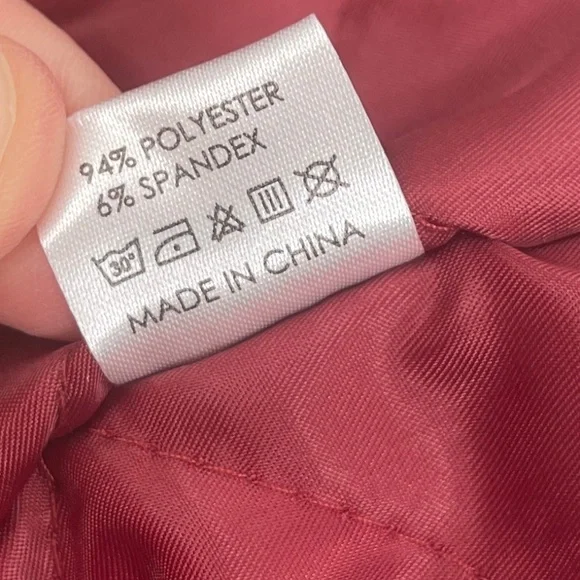 94% POLYESTER
6% SPANDEX
30°
MADE IN CHINA